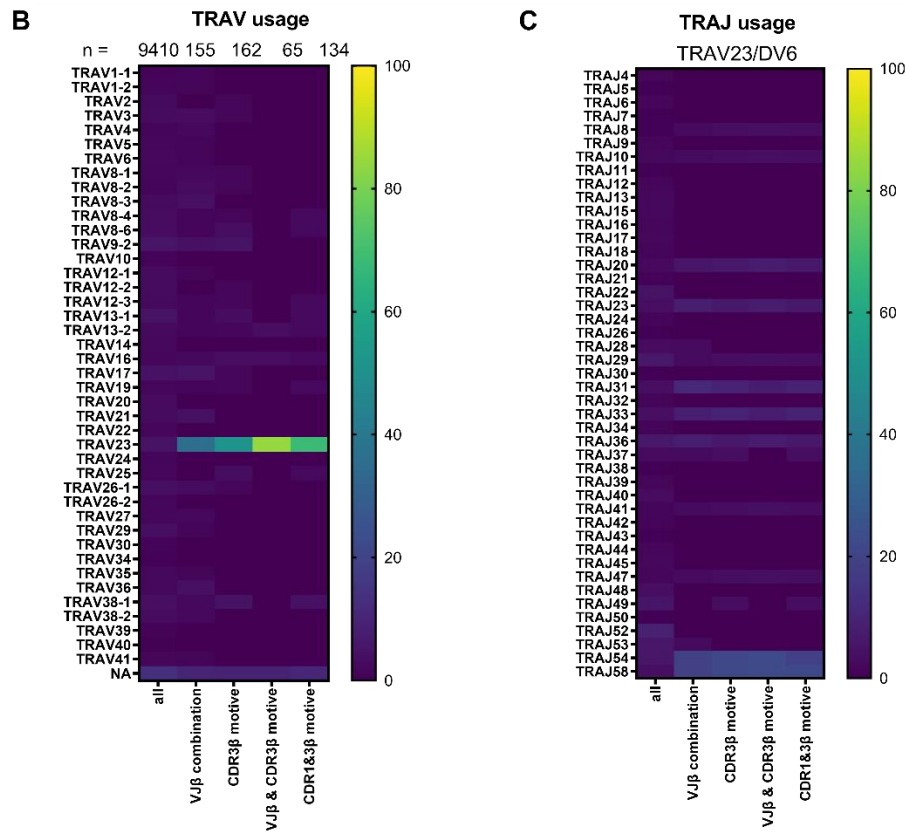 B
TRAV usage
n = 9410 155 162 65 134
TRAV1-1
TRAV1-2
TRAV2
TRAV3
TRAV4
TRAV5
TRAV6
TRAV8-1
TRAV8-2
TRAV8-3
TRAV8-4
TRAV8-6
TRAV9-2
TRAV10
TRAV12-1
TRAV12-2
TRAV12-3
TRAV13-1
TRAV13-2
TRAV14
TRAV16
TRAV17
TRAV19
TRAV20
TRAV21
TRAV22
TRAV23
TRAV24
TRAV25
TRAV26-1
TRAV26-2
TRAV27
TRAV29
TRAV30
TRAV34
TRAV35
TRAV36
TRAV38-1
TRAV38-2
TRAV39
TRAV40
TRAV41
NA
all
VJβ combination
CDR3β motive
VJβ & CDR3β motive
CDR1&3β motive
100
80
60
40
20
0
C
TRAJ usage
TRAV23/DV6
TRAJ4
TRAJ5
TRAJ6
TRAJ7
TRAJ8
TRAJ9
TRAJ10
TRAJ11
TRAJ12
TRAJ13
TRAJ15
TRAJ16
TRAJ17
TRAJ18
TRAJ20
TRAJ21
TRAJ22
TRAJ23
TRAJ24
TRAJ26
TRAJ28
TRAJ29
TRAJ30
TRAJ31
TRAJ32
TRAJ33
TRAJ34
TRAJ36
TRAJ37
TRAJ38
TRAJ39
TRAJ40
TRAJ41
TRAJ42
TRAJ43
TRAJ44
TRAJ45
TRAJ47
TRAJ48
TRAJ49
TRAJ50
TRAJ52
TRAJ53
TRAJ54
TRAJ58
all
VJβ combination
CDR3β motive
VJβ & CDR3β motive
CDR1&3β motive
100
80
60
40
20
0